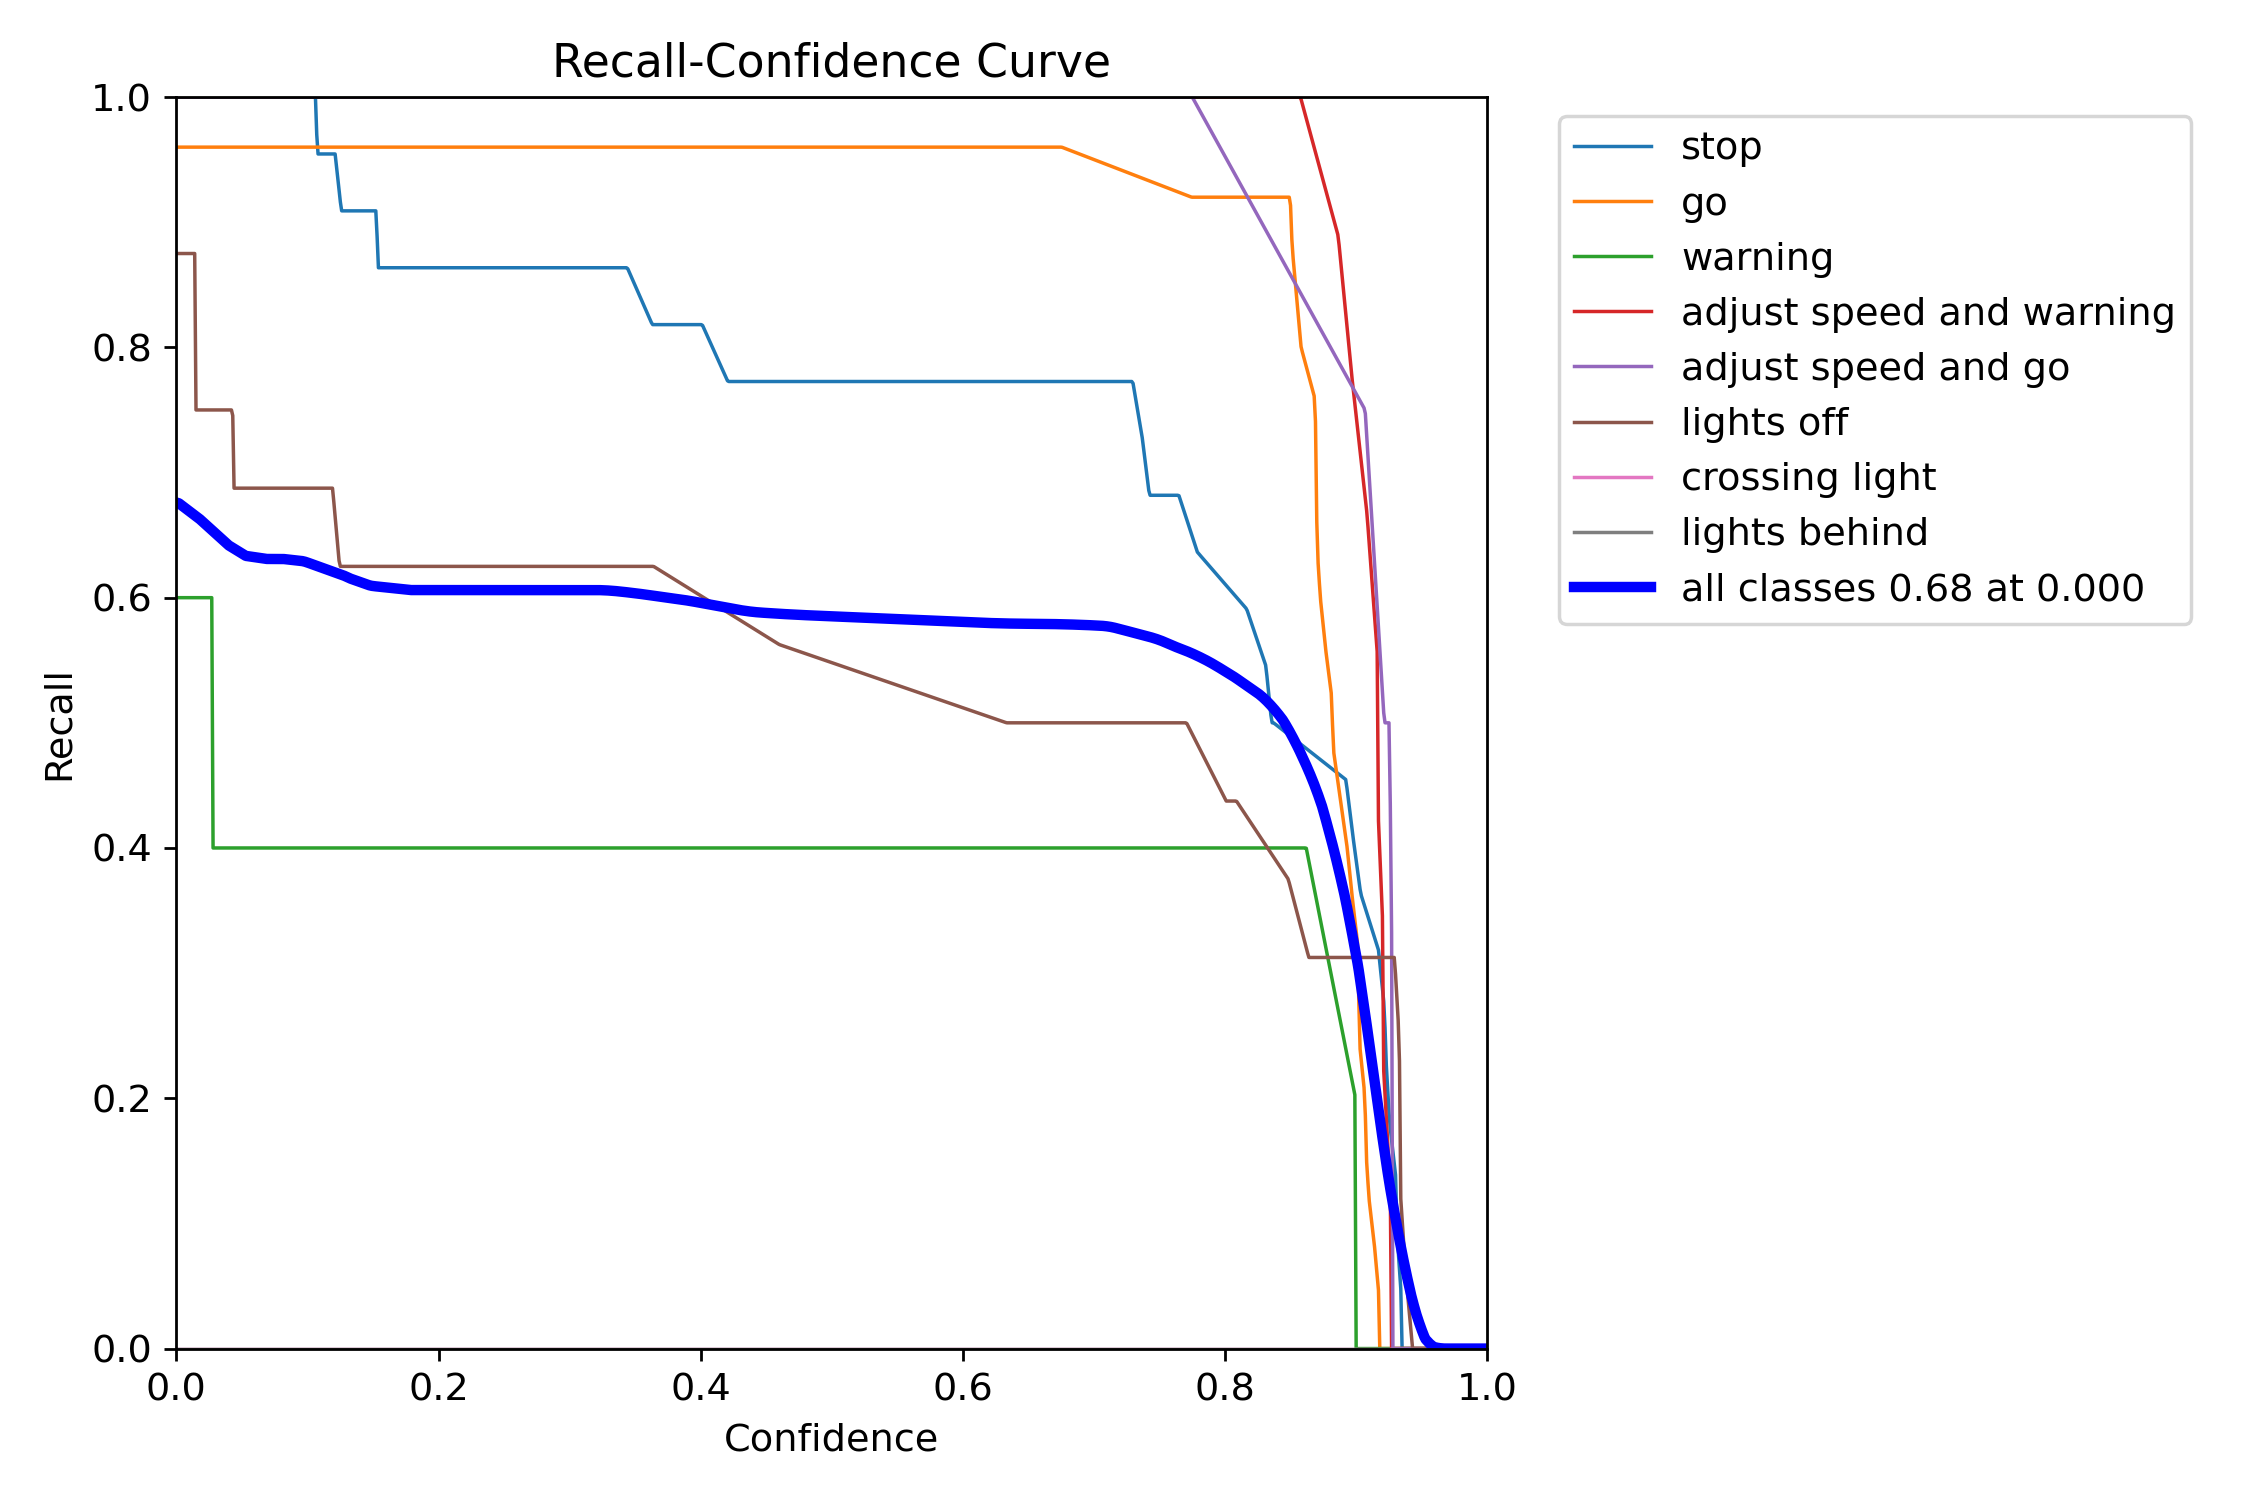 Recall-Confidence Curve
1.0
0.8
0.6
0.4
0.2
0.0
Recall
0.0 0.2 0.4 0.6 0.8 1.0
Confidence
stop
go
warning
adjust speed and warning
adjust speed and go
lights off
crossing light
lights behind
all classes 0.68 at 0.000